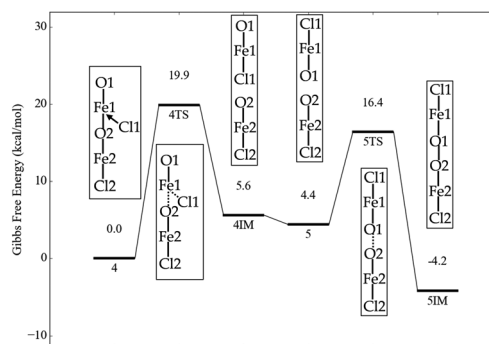 Gibbs Free Energy (kcal/mol)
30
20
10
0
−10
O1
Fe1
Cl1
O2
Fe2
Cl2
0.0
4
19.9
4TS
O1
Fe1
Cl1
O2
Fe2
Cl2
O1
Fe1
Cl1
O2
Fe2
Cl2
5.6
4IM
Cl1
Fe1
O1
O2
Fe2
Cl2
4.4
5
16.4
5TS
Cl1
Fe1
O1
O2
Fe2
Cl2
Cl1
Fe1
O1
O2
Fe2
Cl2
-4.2
5IM